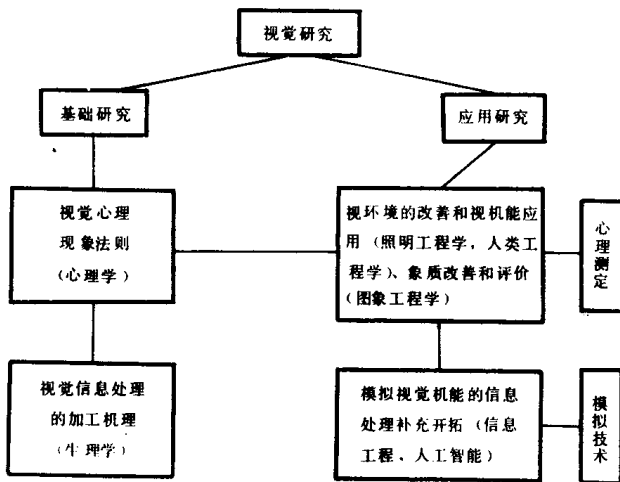 视觉研究
基础研究
应用研究
视觉心理
现象法则
(心理学)
视环境的改善和视机能应
用（照明工程学，人类工
程学）、象质改善和评价
(图象工程学)
心理测定
视觉信息处理
的加工机理
(生理学)
模拟视觉机能的信息
处理补充开拓（信息
工程、人工智能）
模拟技术